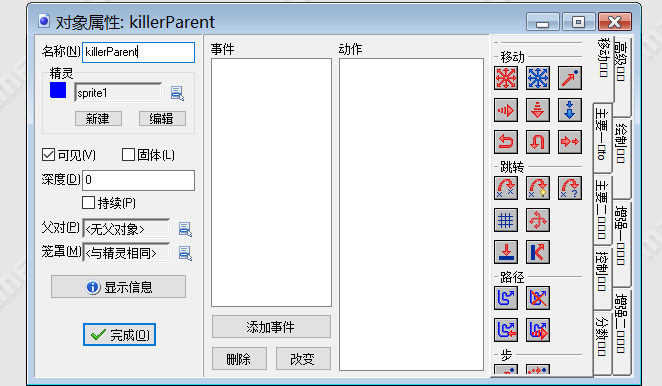 对象属性: killerParent
名称(N) killerParent
精灵
sprite1
新建 编辑
可见(V) 固体(L)
深度(D) 0
持续(P)
父对(P) <无父对象>
笼罩(M) <与精灵相同>
显示信息
完成(O)
事件
添加事件
删除 改变
动作
移动
跳转
路径
步
移动
主要一 to
主要二
控制
分数
高级
绘制
增强一
增强二